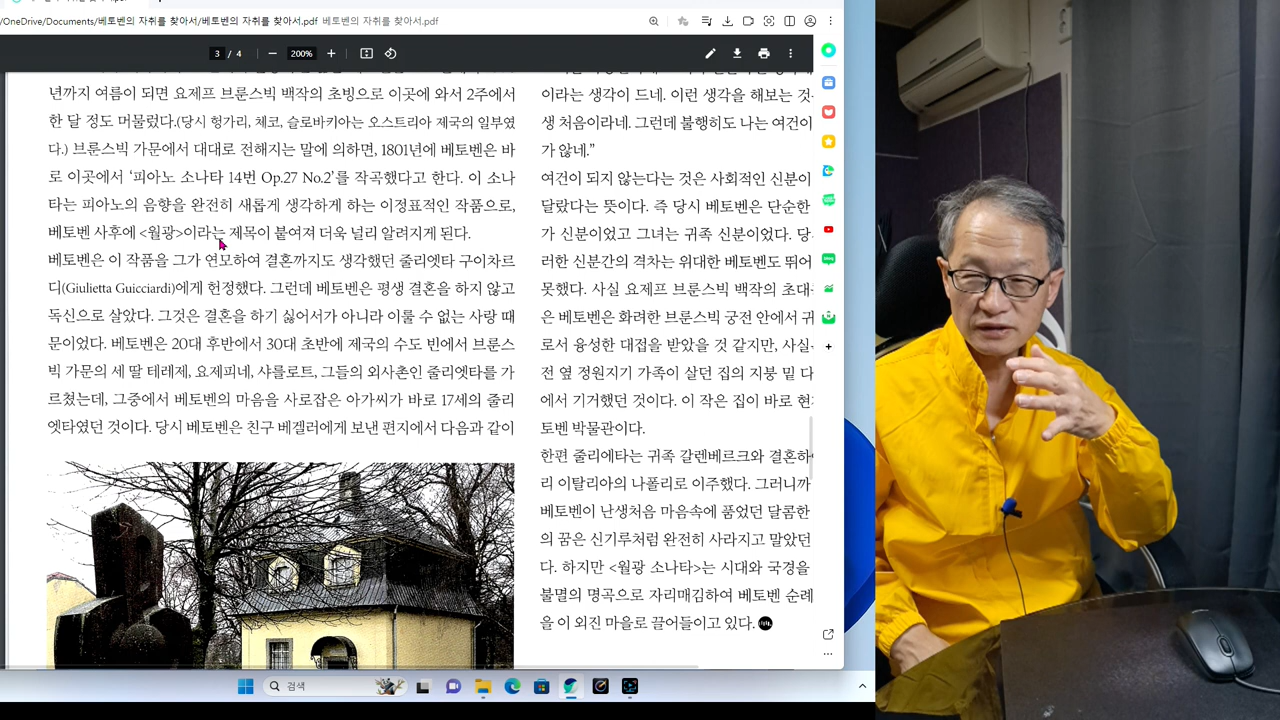 /OneDrive/Documents/베토벤의 자취를 찾아서/베토벤의 자취를 찾아서.pdf 베토벤의 자취를 찾아서.pdf
3 / 4
200%
년까지 여름이 되면 요제프 브룬스빅 백작의 초빙으로 이곳에 와서 2주에서
한 달 정도 머물렀다.(당시 헝가리, 체코, 슬로바키아는 오스트리아 제국의 일부였
다.) 브룬스빅 가문에서 대대로 전해지는 말에 의하면, 1801년에 베토벤은 바
로 이곳에서 ‘피아노 소나타 14번 Op.27 No.2’를 작곡했다고 한다. 이 소나
타는 피아노의 음향을 완전히 새롭게 생각하게 하는 이정표적인 작품으로,
베토벤 사후에 <월광>이라는 제목이 붙여져 더욱 널리 알려지게 된다.
베토벤은 이 작품을 그가 연모하여 결혼까지도 생각했던 줄리엣타 구이차르
디(Giulietta Guicciardi)에게 헌정했다. 그런데 베토벤은 평생 결혼을 하지 않고
독신으로 살았다. 그것은 결혼을 하기 싫어서가 아니라 이룰 수 없는 사랑 때
문이었다. 베토벤은 20대 후반에서 30대 초반에 제국의 수도 빈에서 브룬스
빅 가문의 세 딸 테레제, 요제피네, 샤를로트, 그들의 외사촌인 줄리엣타를 가
르쳤는데, 그중에서 베토벤의 마음을 사로잡은 아가씨가 바로 17세의 줄리
엣타였던 것이다. 당시 베토벤은 친구 베겔러에게 보낸 편지에서 다음과 같이
이라는 생각이 드네. 이런 생각을 해보는 것
생 처음이라네. 그런데 불행히도 나는 여건이
가 않네.”
여건이 되지 않는다는 것은 사회적인 신분이
달랐다는 뜻이다. 즉 당시 베토벤은 단순한
가 신분이었고 그녀는 귀족 신분이었다. 당
러한 신분간의 격차는 위대한 베토벤도 뛰어
못했다. 사실 요제프 브룬스빅 백작의 초대
은 베토벤은 화려한 브룬스빅 궁전 안에서 귀
로서 융성한 대접을 받았을 것 같지만, 사실
전 옆 정원지기 가족이 살던 집의 지붕 밑 다
에서 기거했던 것이다. 이 작은 집이 바로 현
토벤 박물관이다.
한편 줄리에타는 귀족 갈렌베르크와 결혼하
리 이탈리아의 나폴리로 이주했다. 그러니까
베토벤이 난생처음 마음속에 품었던 달콤한
의 꿈은 신기루처럼 완전히 사라지고 말았던
다. 하지만 <월광 소나타>는 시대와 국경을
불멸의 명곡으로 자리매김하여 베토벤 순례
을 이 외진 마을로 끌어들이고 있다.
검색